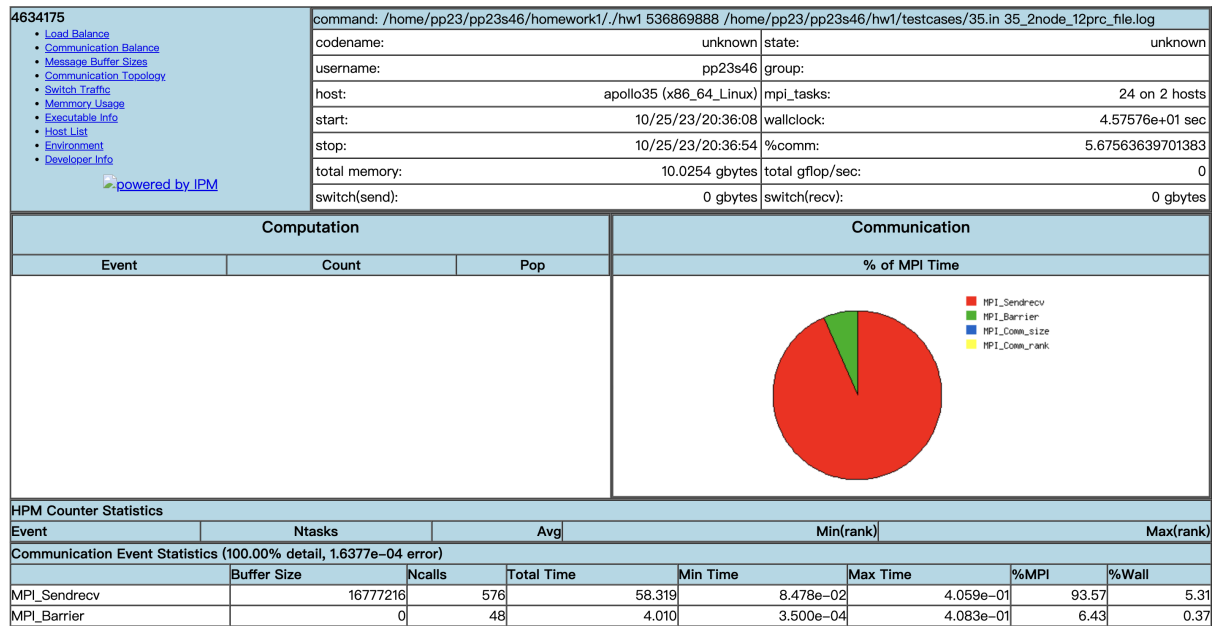 4634175
Load Balance
Communication Balance
Message Buffer Sizes
Communication Topology
Switch Traffic
Memmory Usage
Executable Info
Host List
Environment
Developer Info
powered by IPM
command: /home/pp23/pp23s46/homework1/./hw1 536869888 /home/pp23/pp23s46/hw1/testcases/35.in 35_2node_12prc_file.log
codename: unknown state: unknown
username: pp23s46 group:
host: apollo35 (x86_64_Linux) mpi_tasks: 24 on 2 hosts
start: 10/25/23/20:36:08 wallclock: 4.57576e+01 sec
stop: 10/25/23/20:36:54 %comm: 5.67563639701383
total memory: 10.0254 gbytes total gflop/sec: 0
switch(send): 0 gbytes switch(recv): 0 gbytes
Computation
Event Count Pop
Communication
% of MPI Time
MPI_Sendrecv
MPI_Barrier
MPI_Comm_size
MPI_Comm_rank
HPM Counter Statistics
Event Ntasks Avg Min(rank) Max(rank)
Communication Event Statistics (100.00% detail, 1.6377e-04 error)
Buffer Size Ncalls Total Time Min Time Max Time %MPI %Wall
MPI_Sendrecv 16777216 576 58.319 8.478e-02 4.059e-01 93.57 5.31
MPI_Barrier 0 48 4.010 3.500e-04 4.083e-01 6.43 0.37